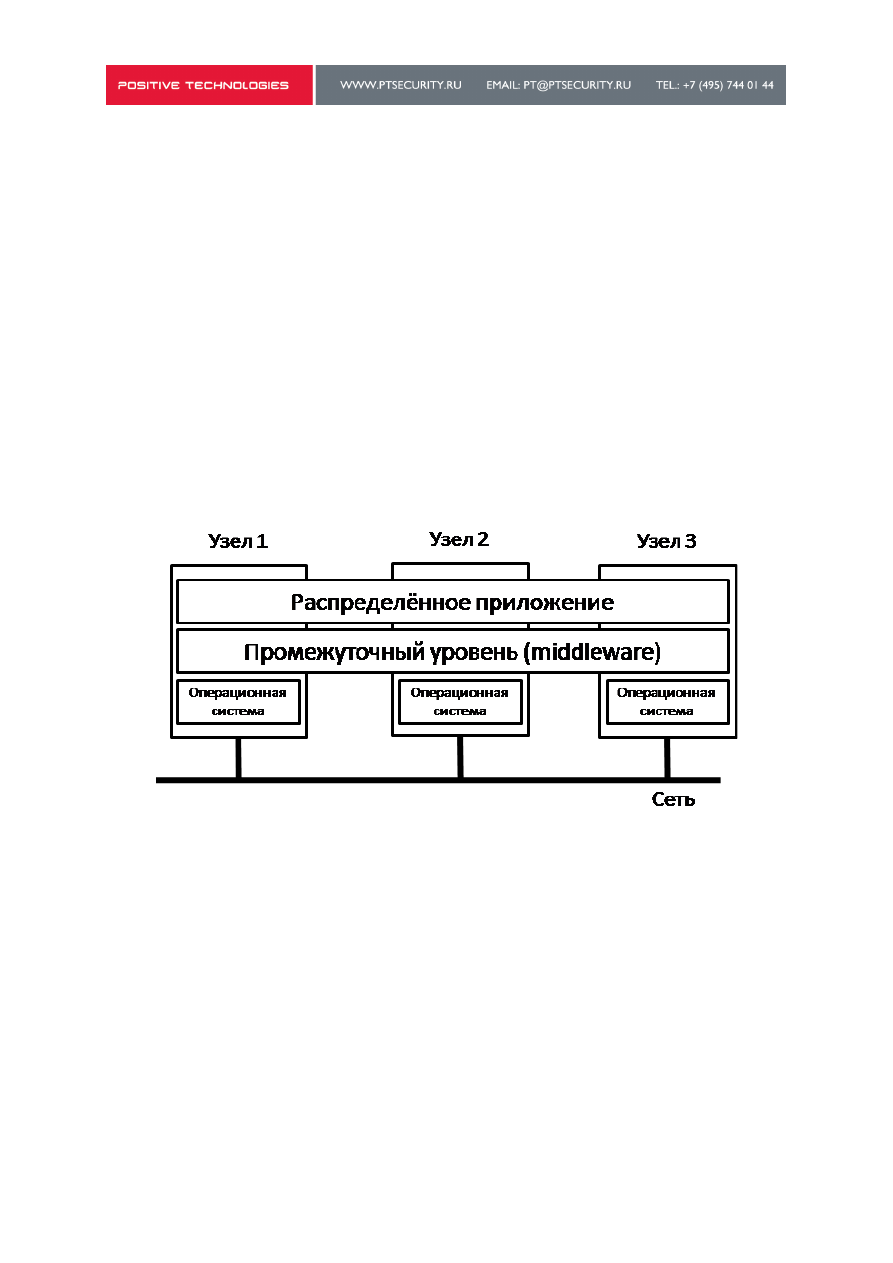 POSITIVE TECHNOLOGIES WWW.PTSECURITY.RU EMAIL: PT@PTSECURITY.RU TEL.: +7 (495) 744 01 44
Узел 1 Узел 2 Узел 3
Распределённое приложение
Промежуточный уровень (middleware)
Операционная Операционная Операционная
система система система
Сеть